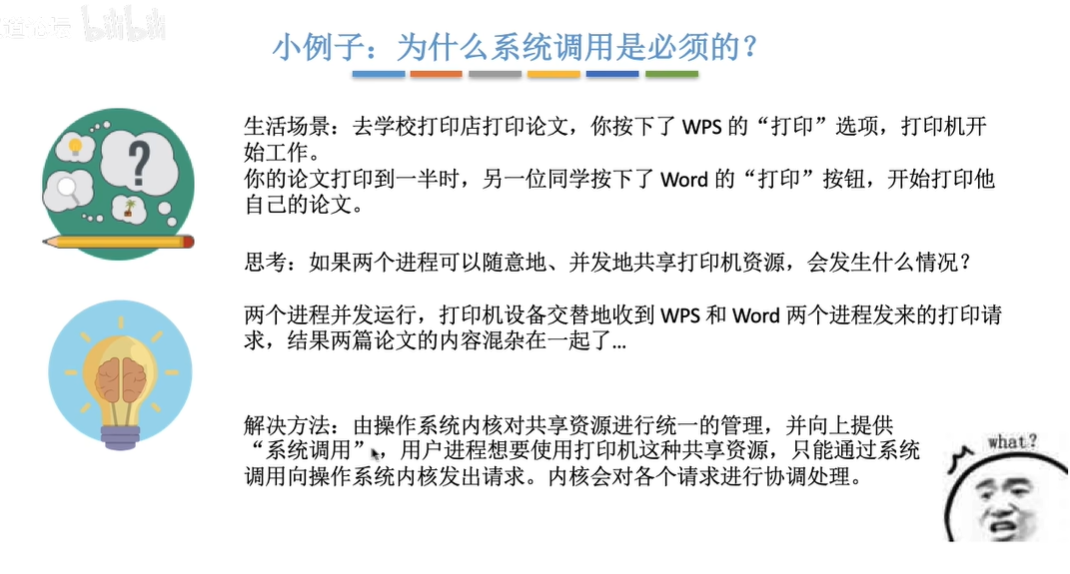 bilibili
小例子：为什么系统调用是必须的？
生活场景：去学校打印店打印论文，你按下了 WPS 的“打印”选项，打印机开
始工作。
你的论文打印到一半时，另一位同学按下了 Word 的“打印”按钮，开始打印他
自己的论文。
思考：如果两个进程可以随意地、并发地共享打印机资源，会发生什么情况？
两个进程并发运行，打印机设备交替地收到 WPS 和 Word 两个进程发来的打印请
求，结果两篇论文的内容混杂在一起了...
解决方法：由操作系统内核对共享资源进行统一的管理，并向上提供
“系统调用”，用户进程想要使用打印机这种共享资源，只能通过系统
调用向操作系统内核发出请求。内核会对各个请求进行协调处理。
what?